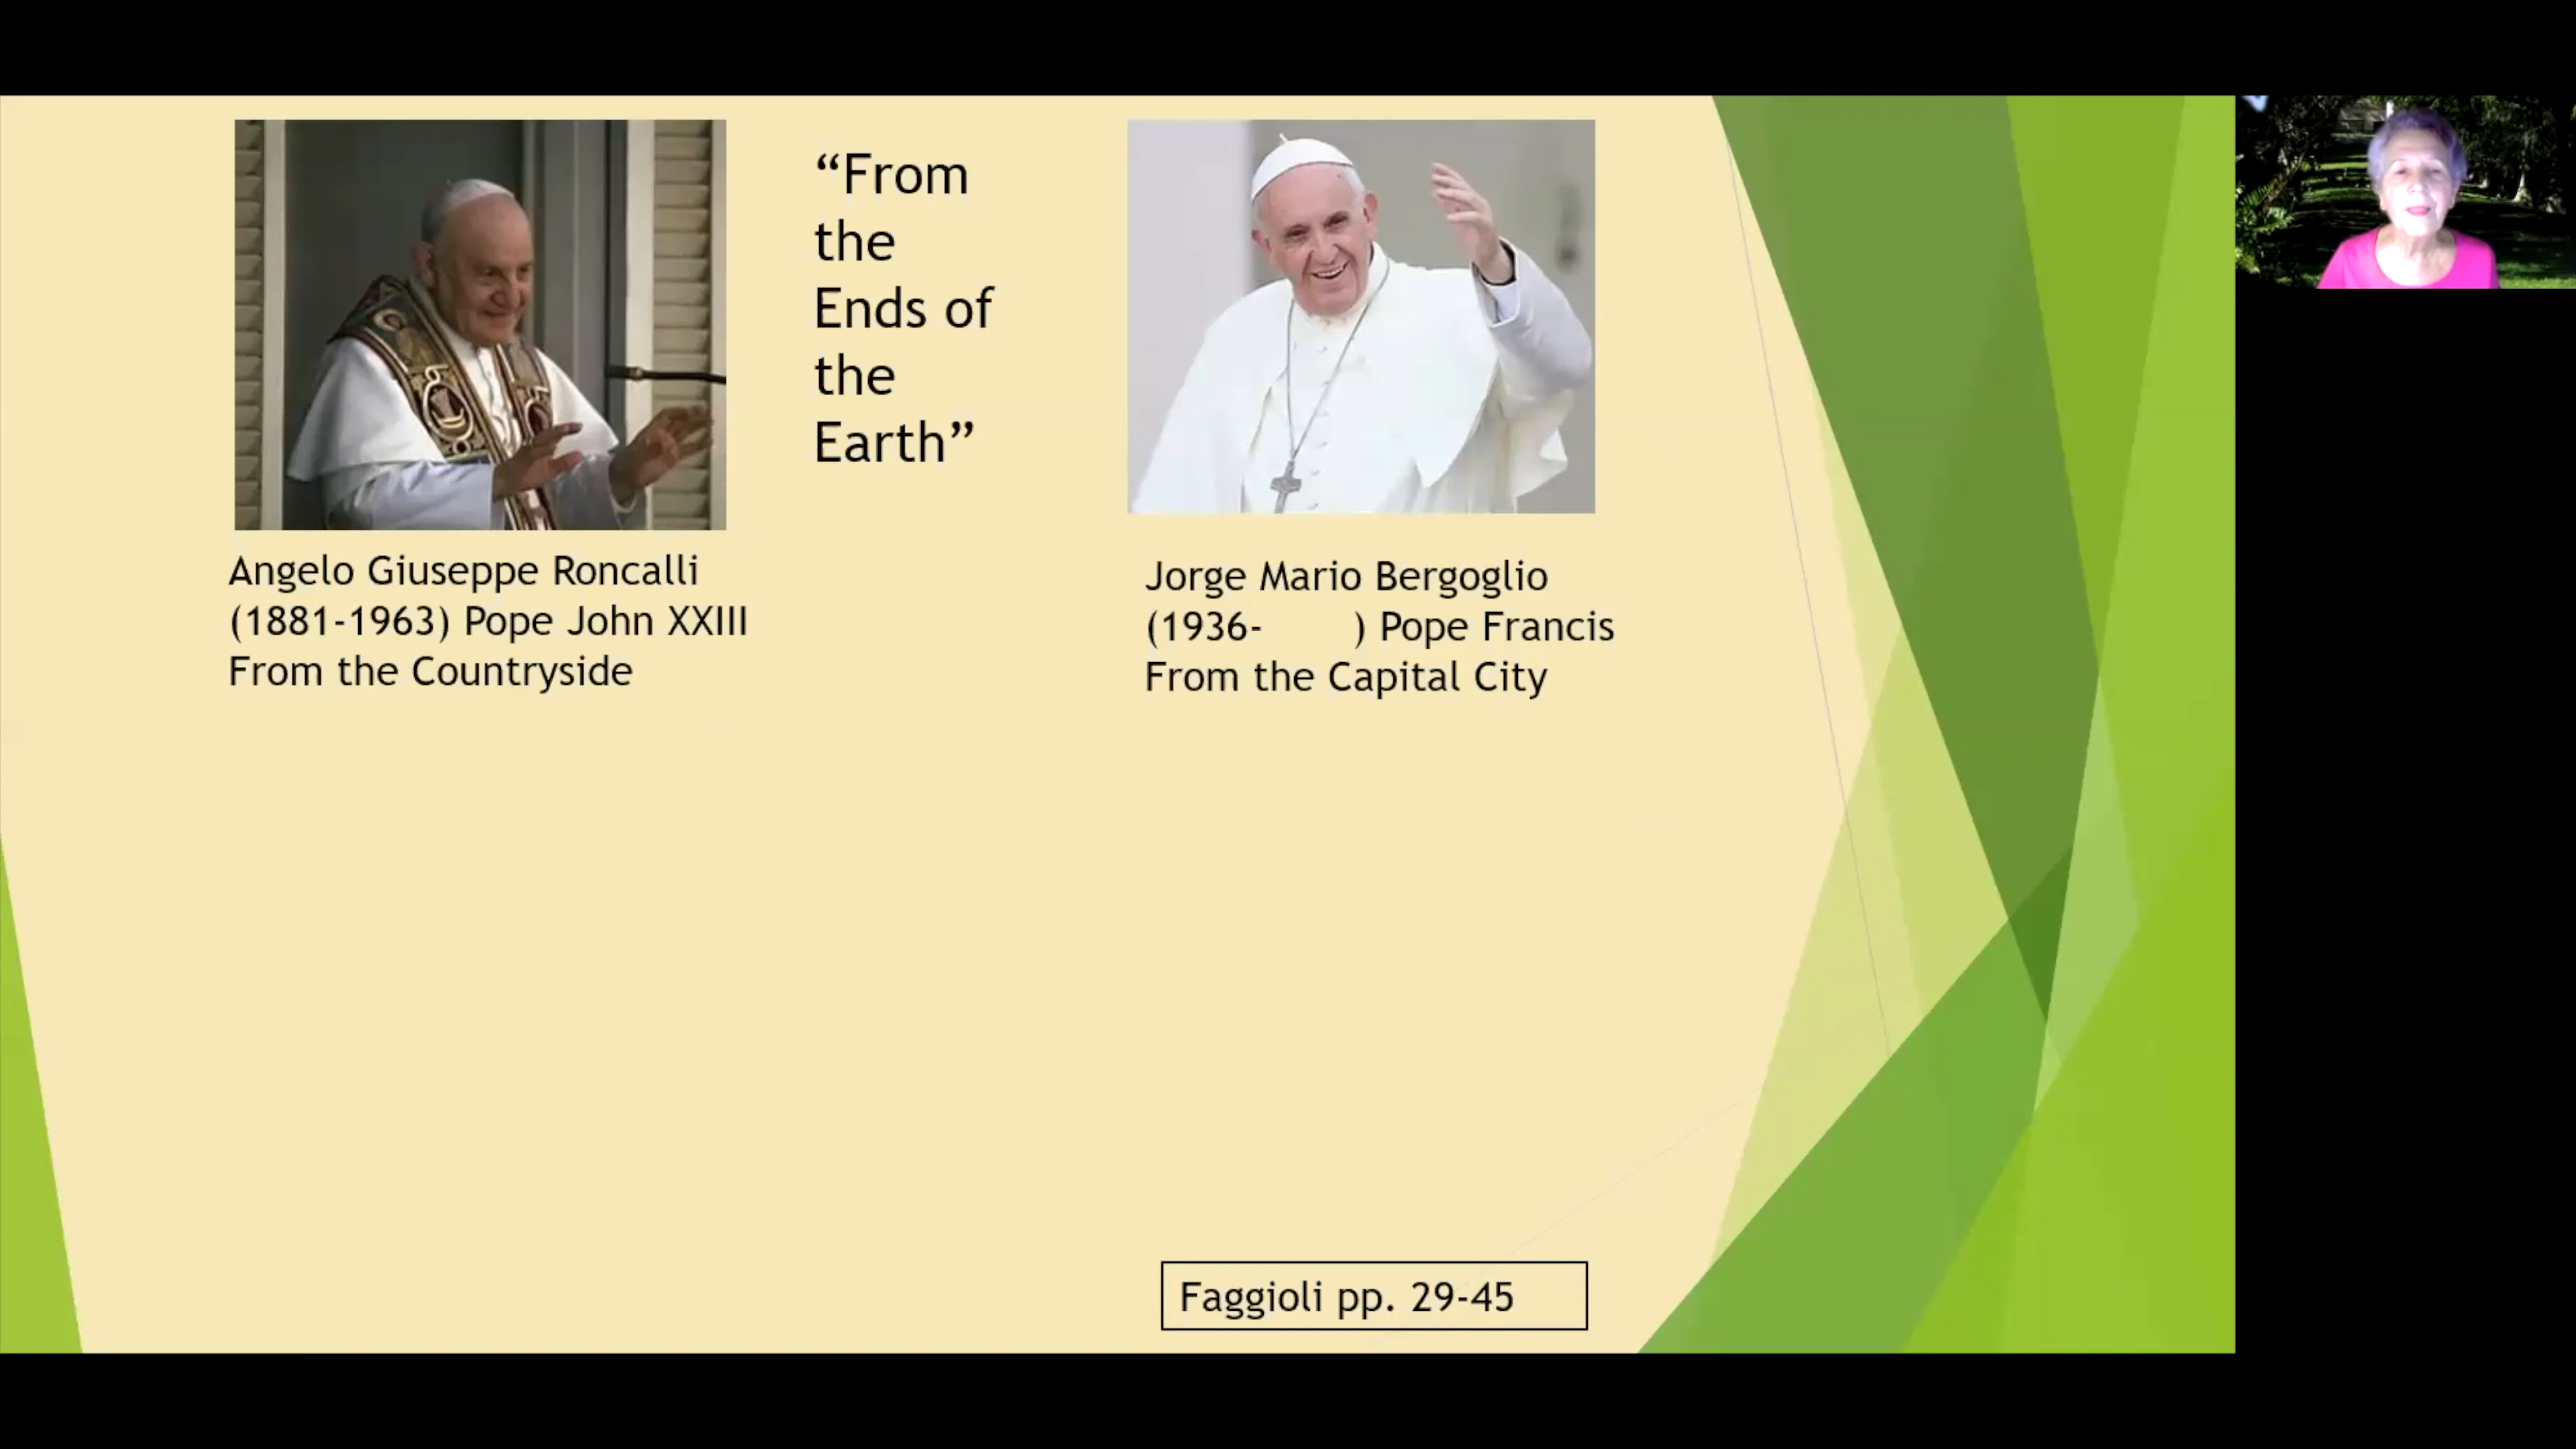 “From
the
Ends of
the
Earth”
Angelo Giuseppe Roncalli
(1881-1963) Pope John XXIII
From the Countryside
Jorge Mario Bergoglio
(1936-        ) Pope Francis
From the Capital City
Faggioli pp. 29-45